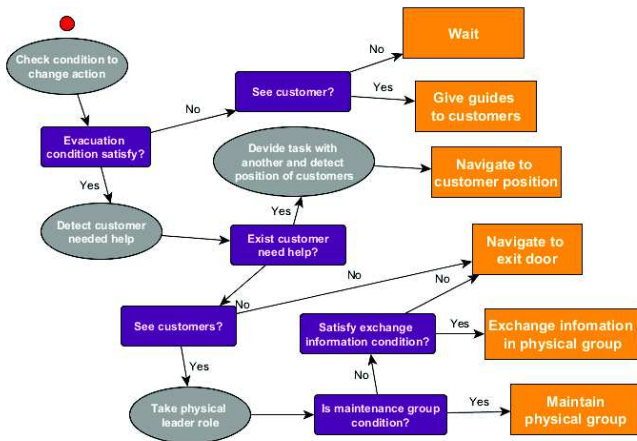 No
Wait
Check condition to
change action
See customer?
Yes
Give guides
to customers
No
Evacuation
condition satisfy?
Devide task with
another and detect
position of customers
Navigate to
customer position
Yes
Yes
Detect customer
needed help
Exist customer
need help?
Navigate to
exit door
No
No
No
See customers?
Satisfy exchange
information condition?
Yes
Exchange infomation
in physical group
Yes
No
Take physical
leader role
Is maintenance group
condition?
Yes
Maintain
physical group